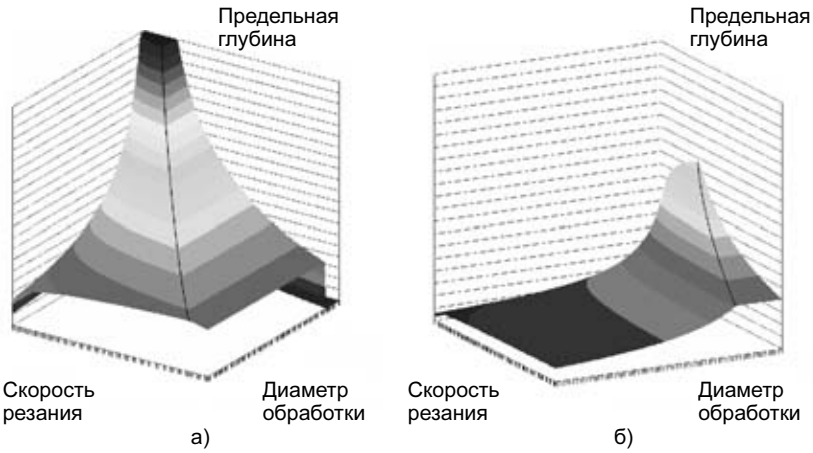 Предельная
глубина
Предельная
глубина
Скорость
резания
Диаметр
обработки
Скорость
резания
Диаметр
обработки
а)
б)